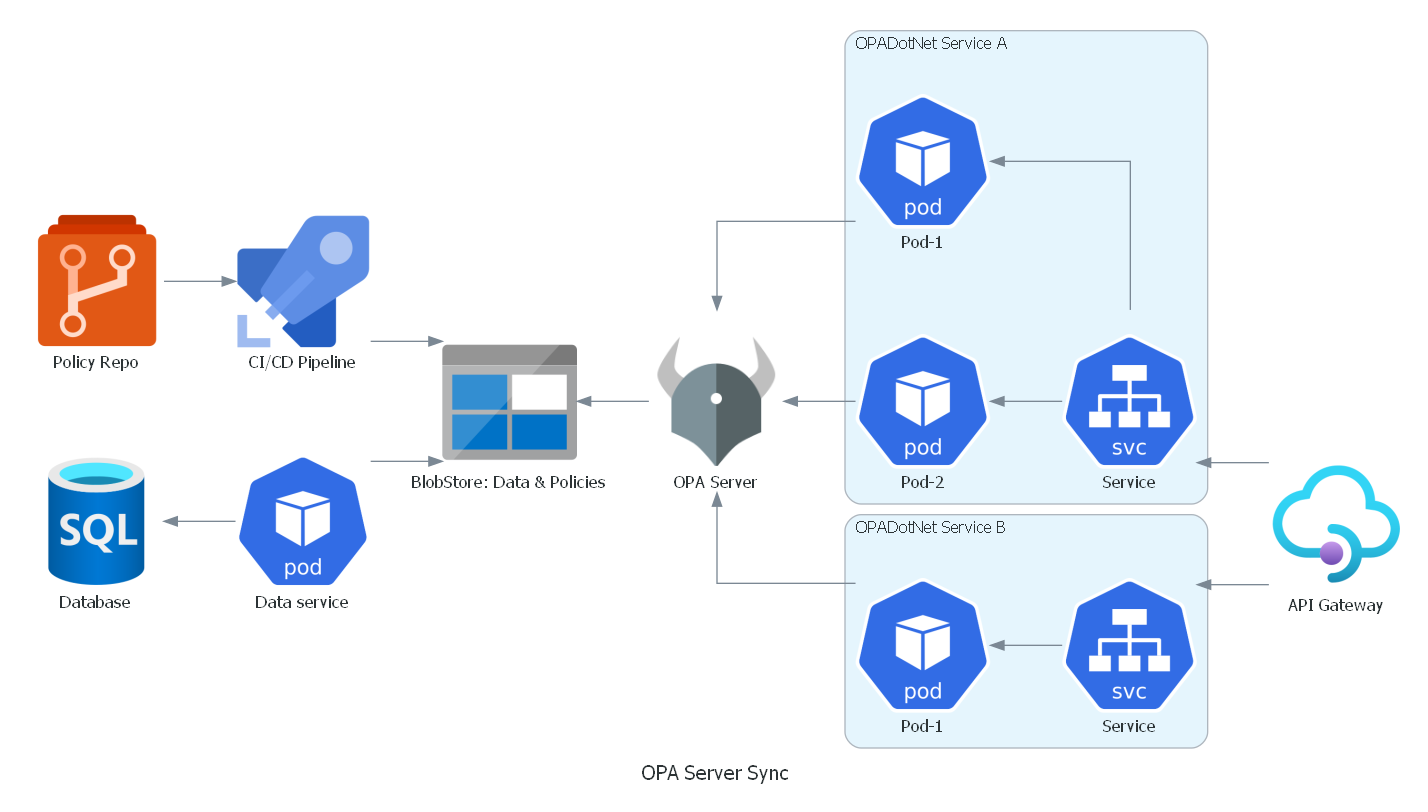 OPADotNet Service A
pod
Pod-1
Policy Repo
CI/CD Pipeline
BlobStore: Data & Policies
OPA Server
pod
Pod-2
svc
Service
SQL
Database
pod
Data service
OPADotNet Service B
pod
Pod-1
svc
Service
API Gateway
OPA Server Sync